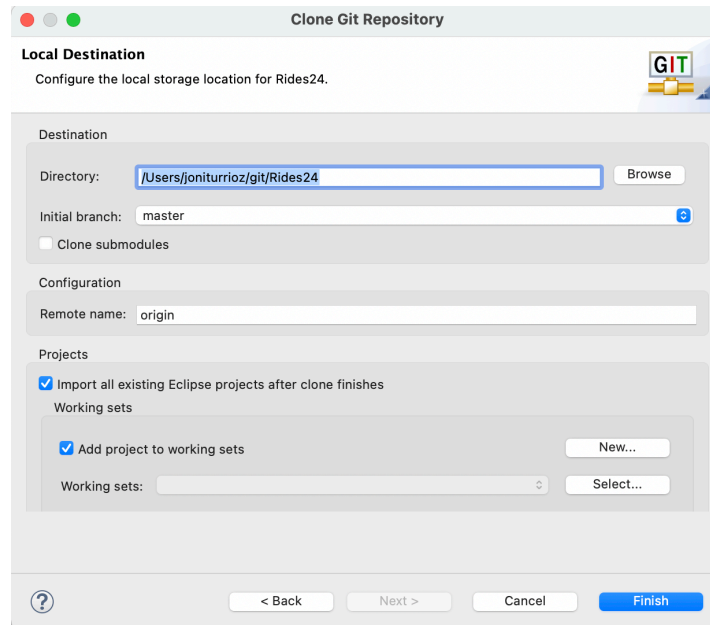 Clone Git Repository
Local Destination
Configure the local storage location for Rides24.
GIT
Destination
Directory: /Users/joniturrioz/git/Rides24 Browse
Initial branch: master
Clone submodules
Configuration
Remote name: origin
Projects
Import all existing Eclipse projects after clone finishes
Working sets
Add project to working sets New...
Working sets: Select...
? < Back Next > Cancel Finish